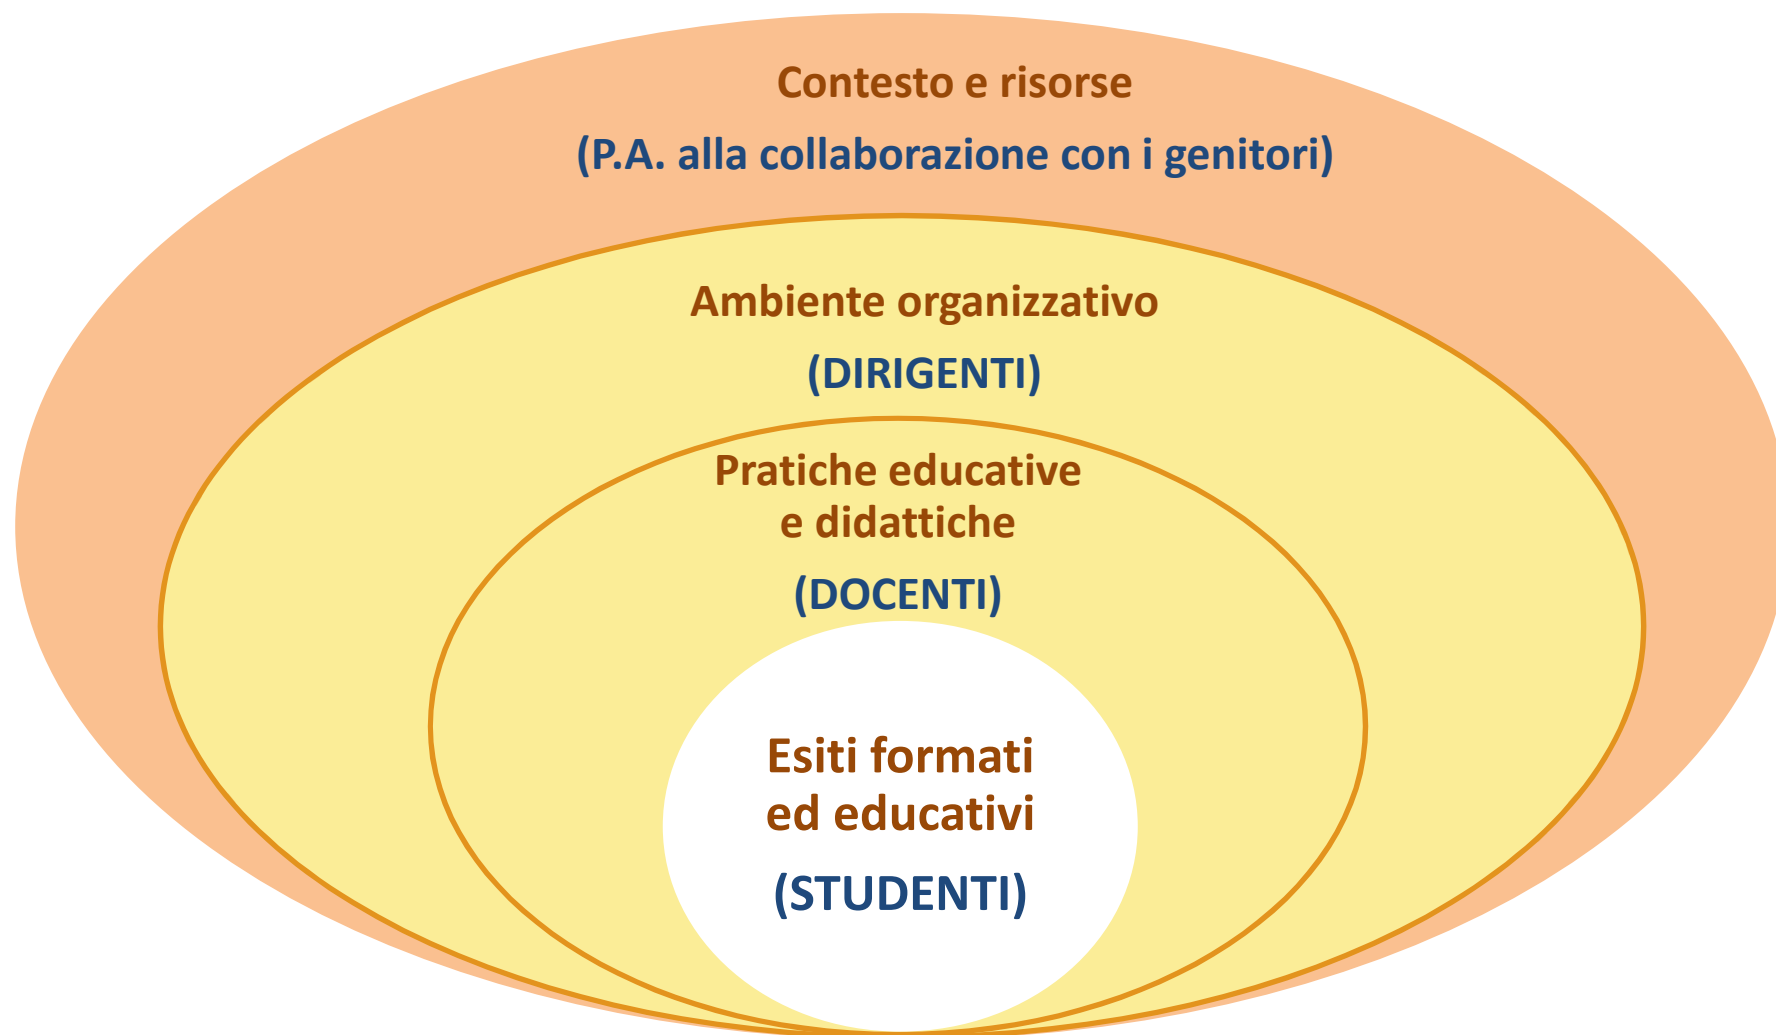 Contesto e risorse
(P.A. alla collaborazione con i genitori)
Ambiente organizzativo
(DIRIGENTI)
Pratiche educative
e didattiche
(DOCENTI)
Esiti formati
ed educativi
(STUDENTI)